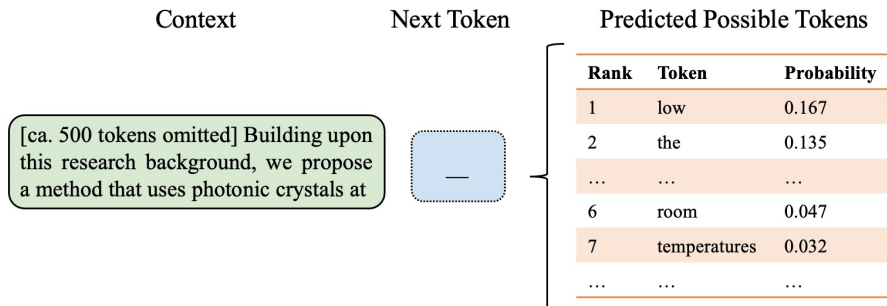 Context Next Token Predicted Possible Tokens
Rank Token Probability
1 low 0.167
2 the 0.135
... ... ...
6 room 0.047
7 temperatures 0.032
... ... ...
[ca. 500 tokens omitted] Building upon
this research background, we propose
a method that uses photonic crystals at
__